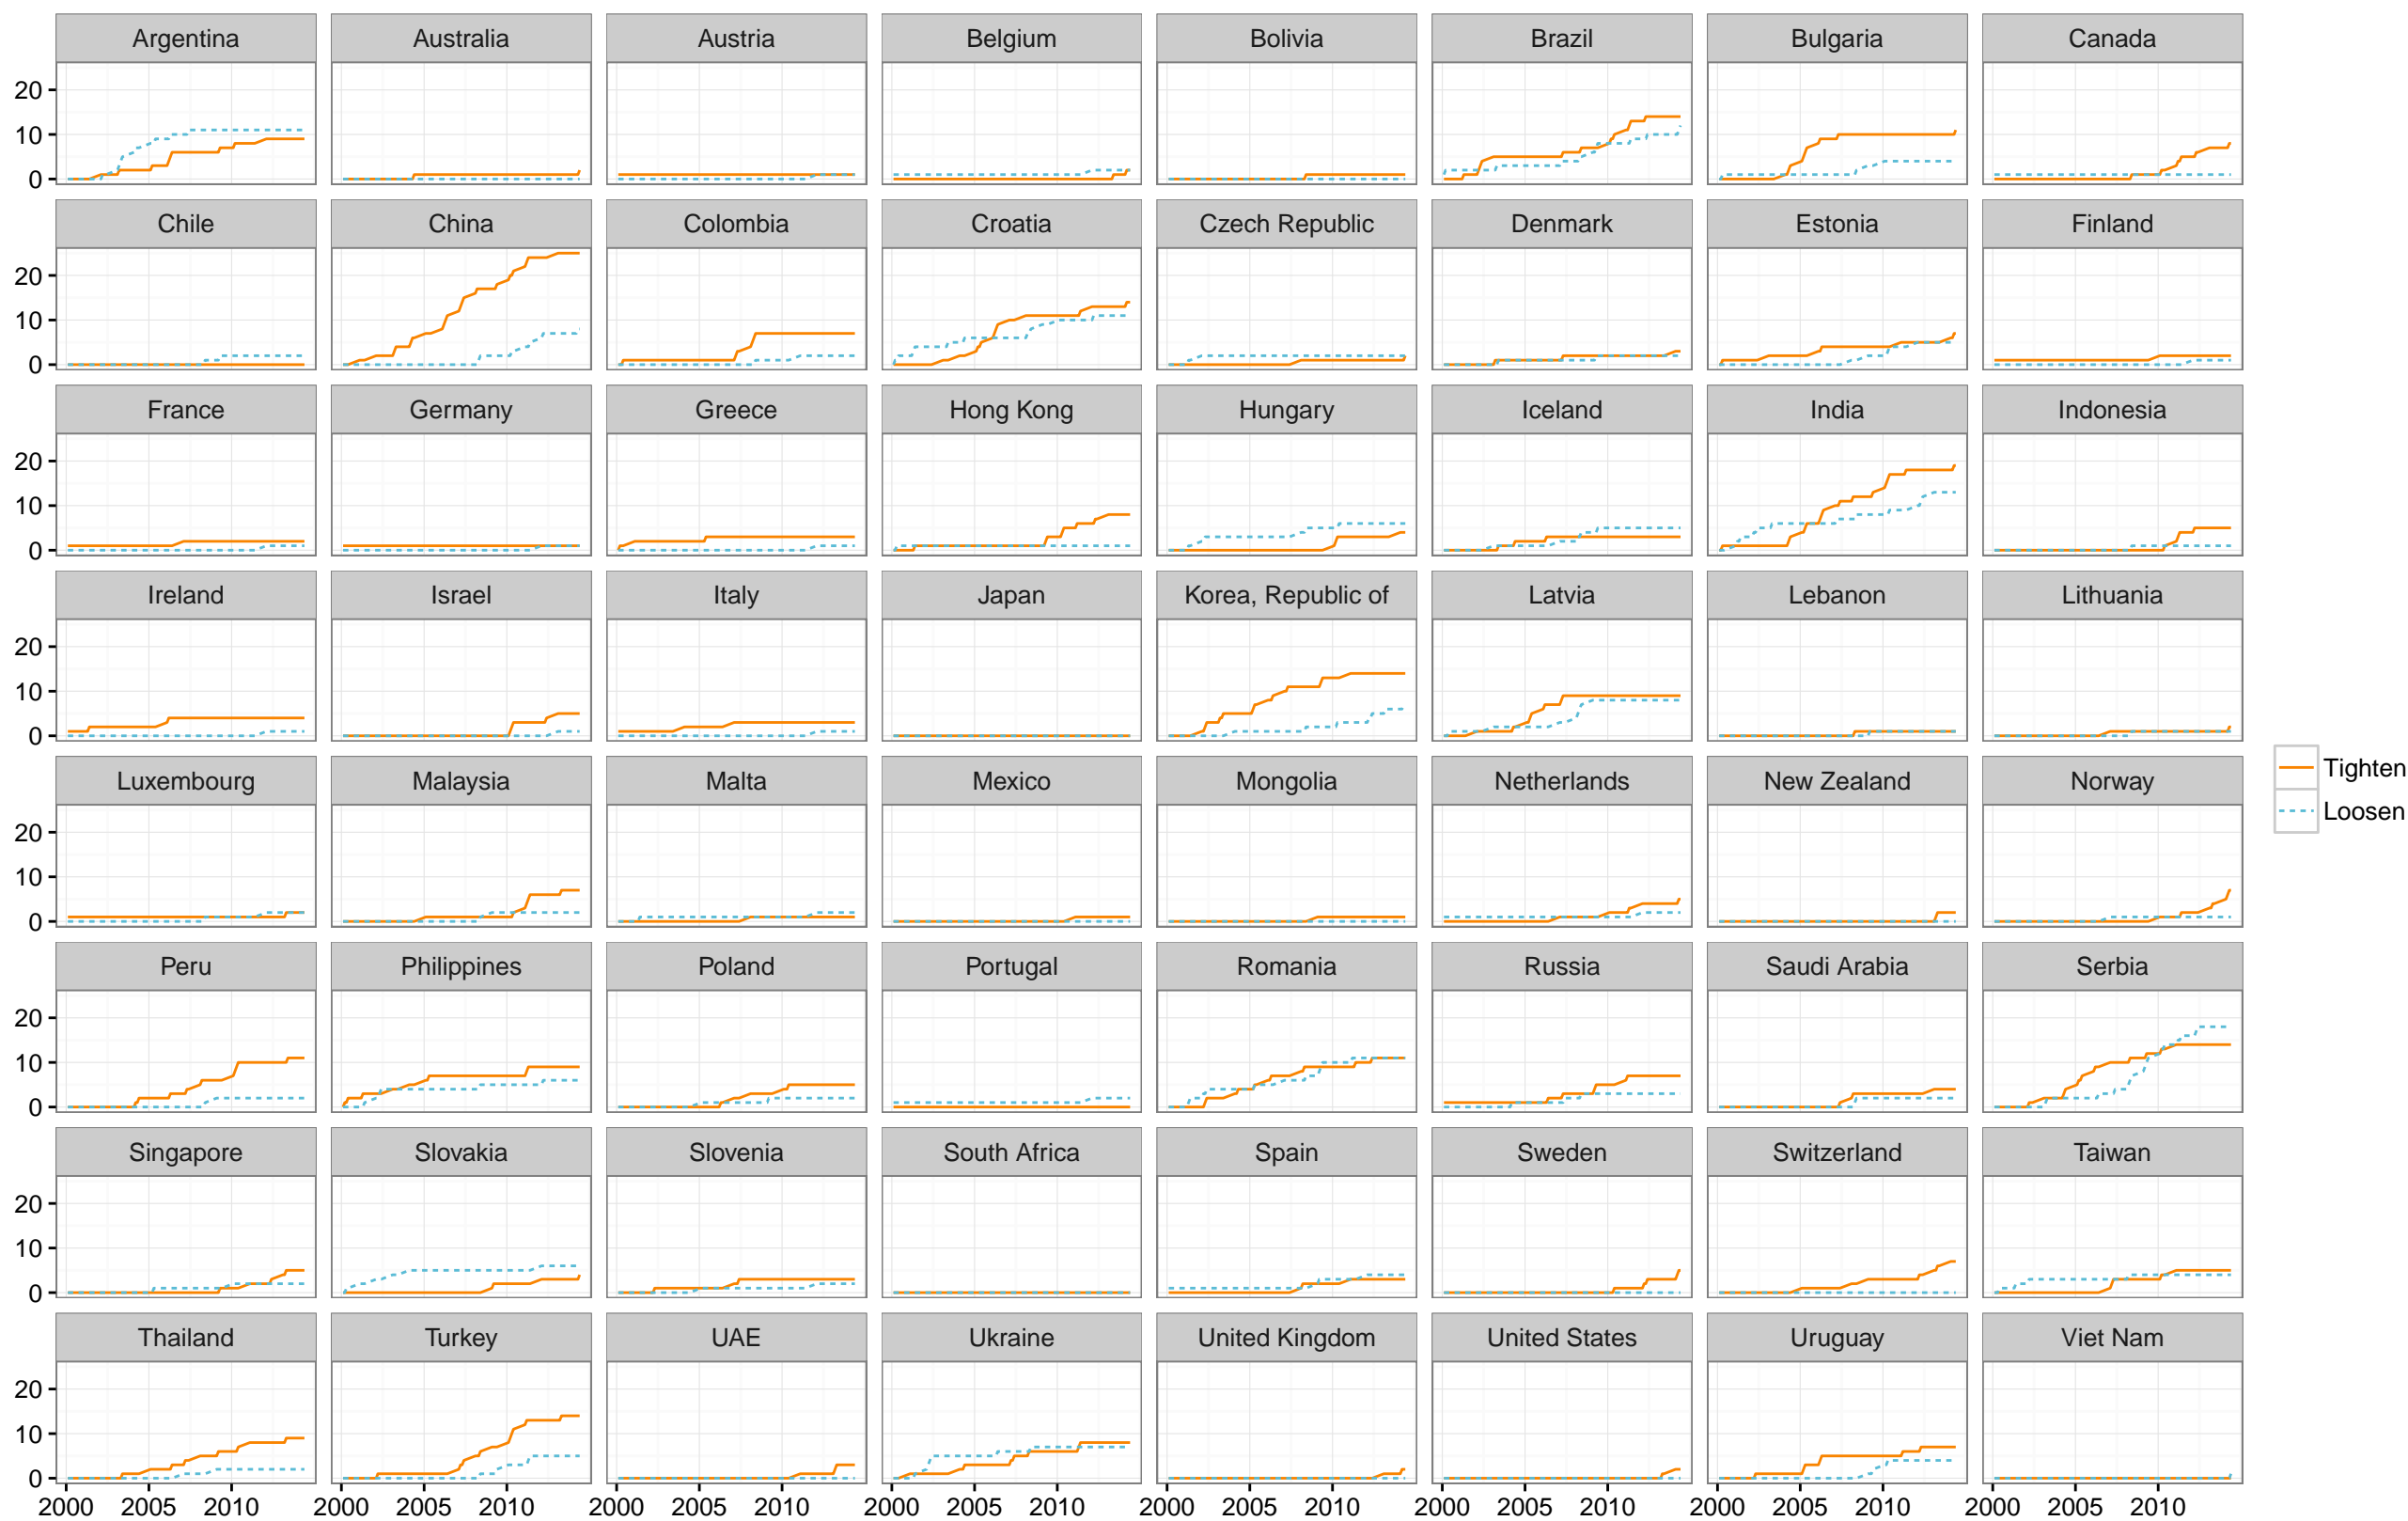 Argentina Australia Austria Belgium Bolivia Brazil Bulgaria Canada
20
10
0
Chile China Colombia Croatia Czech Republic Denmark Estonia Finland
20
10
0
France Germany Greece Hong Kong Hungary Iceland India Indonesia
20
10
0
Ireland Israel Italy Japan Korea, Republic of Latvia Lebanon Lithuania
20
10
0
Luxembourg Malaysia Malta Mexico Mongolia Netherlands New Zealand Norway
20
10
0
Peru Philippines Poland Portugal Romania Russia Saudi Arabia Serbia
20
10
0
Singapore Slovakia Slovenia South Africa Spain Sweden Switzerland Taiwan
20
10
0
Thailand Turkey UAE Ukraine United Kingdom United States Uruguay Viet Nam
20
10
0
2000 2005 2010 2000 2005 2010 2000 2005 2010 2000 2005 2010 2000 2005 2010 2000 2005 2010 2000 2005 2010 2000 2005 2010
Tighten
Loosen